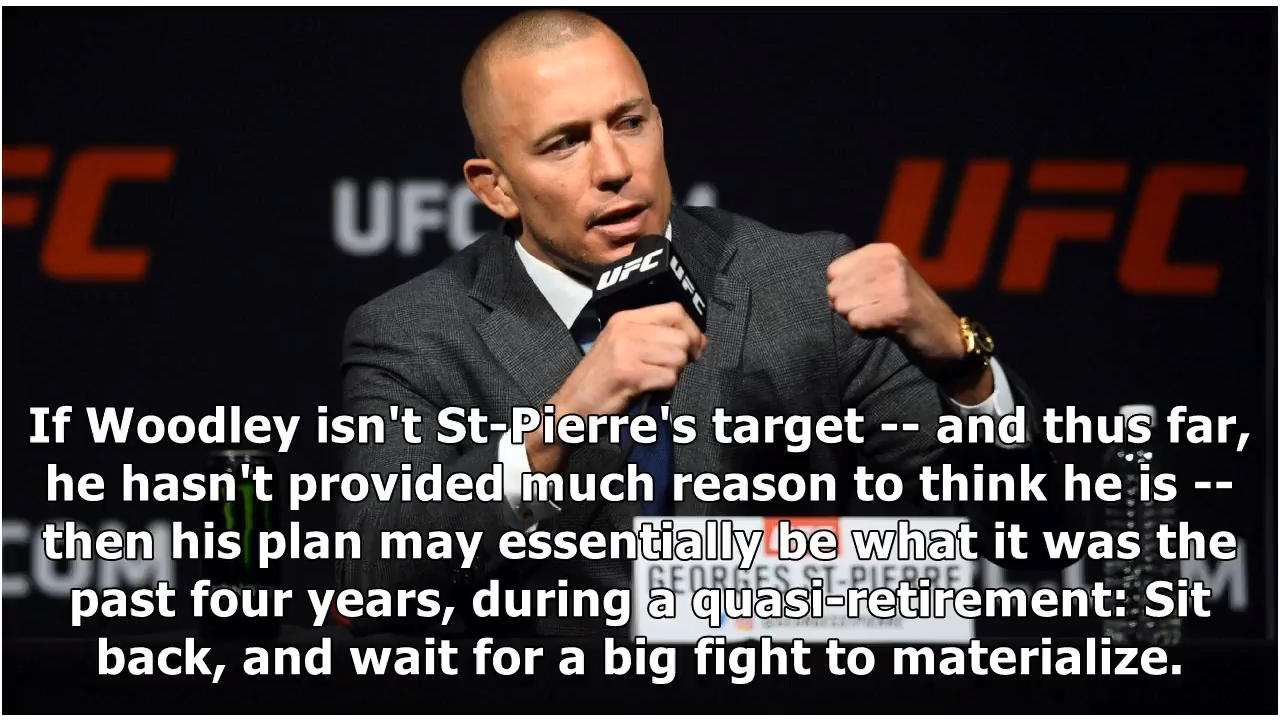 FC
UFC
UFC
UFC
UFC
If Woodley isn't St-Pierre's target -- and thus far,
he hasn't provided much reason to think he is --
then his plan may essentially be what it was the
past four years, during a quasi-retirement: Sit
back, and wait for a big fight to materialize.
COM
GEORGES ST-PIERRE